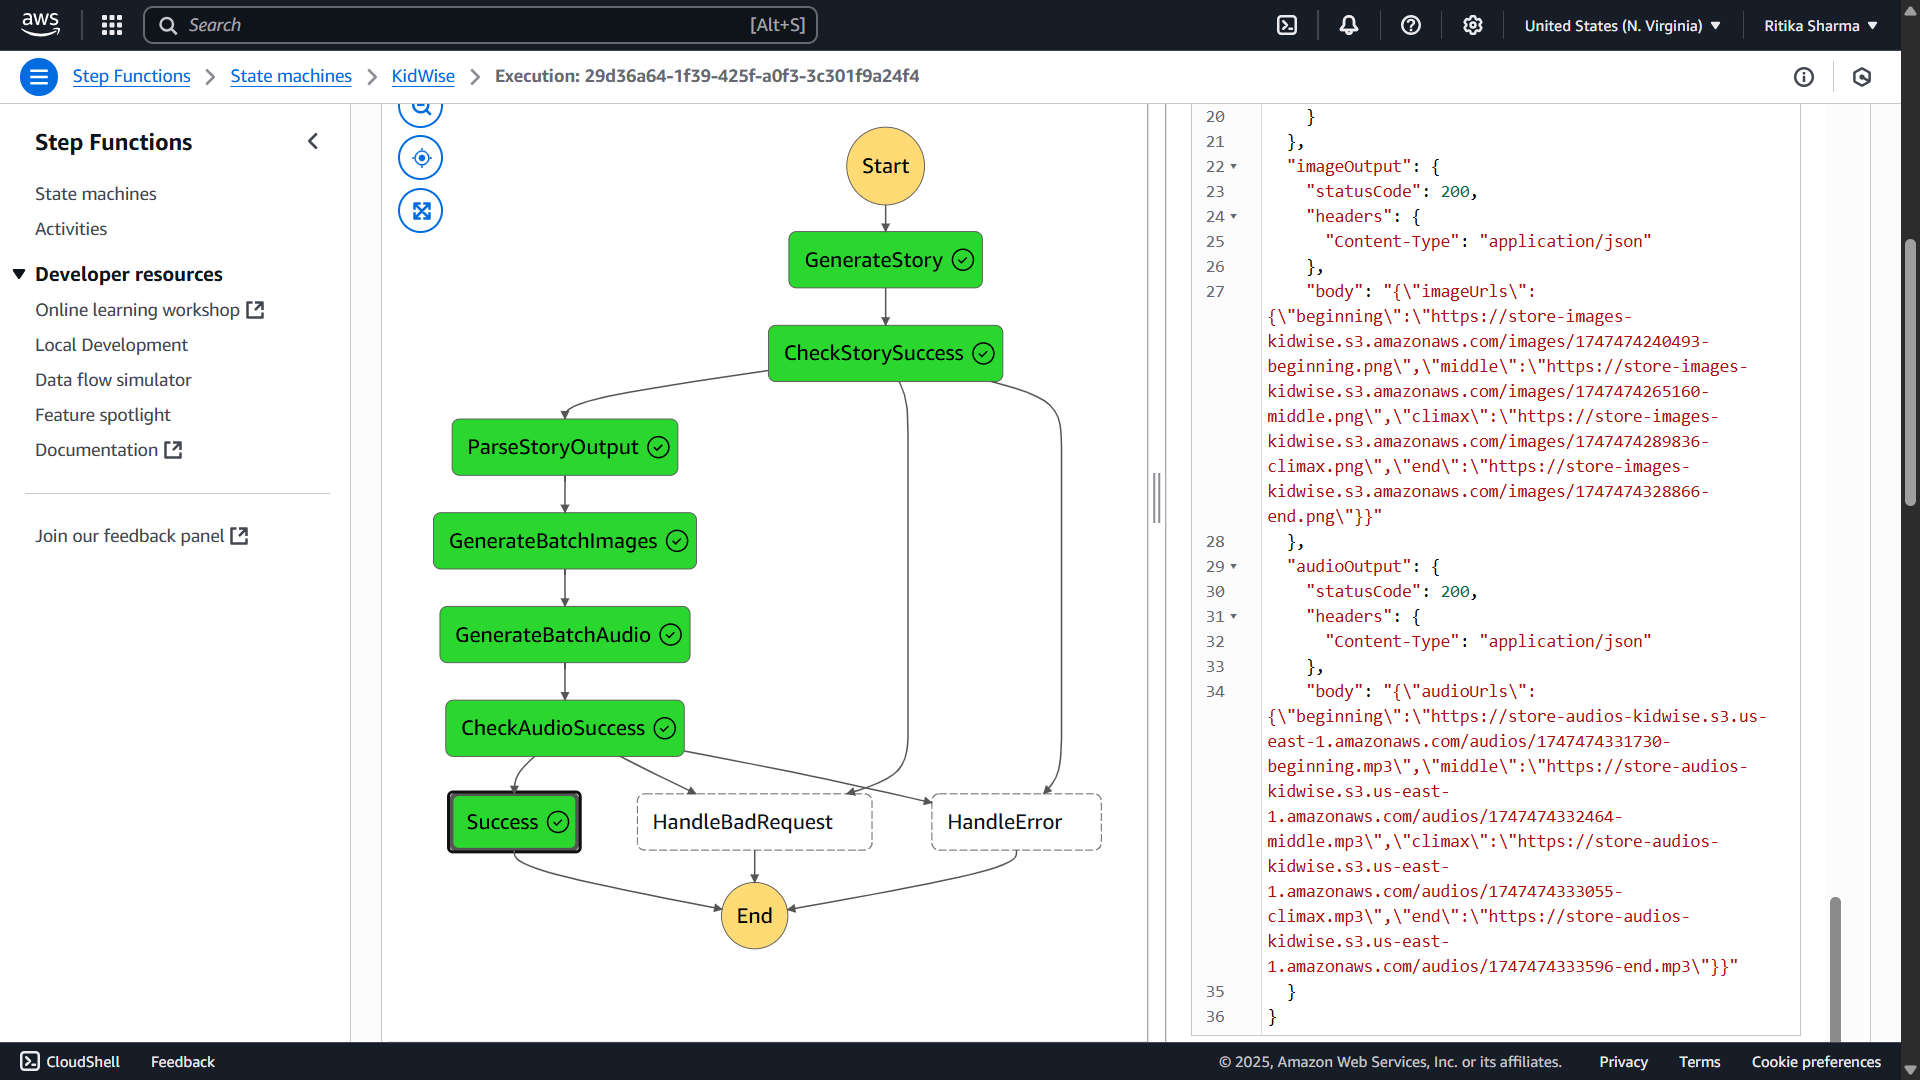 aws
Search
[Alt+S]
United States (N. Virginia)
Ritika Sharma
Step Functions
State machines
KidWise
Execution: 29d36a64-1f39-425f-a0f3-3c301f9a24f4
Step Functions
State machines
Activities
Developer resources
Online learning workshop
Local Development
Data flow simulator
Feature spotlight
Documentation
Join our feedback panel
Start
GenerateStory
CheckStorySuccess
ParseStoryOutput
GenerateBatchImages
GenerateBatchAudio
CheckAudioSuccess
Success
HandleBadRequest
HandleError
End
20 }
21 },
22 "imageOutput": {
23 "statusCode": 200,
24 "headers": {
25 "Content-Type": "application/json"
26 },
27 "body": "{\"imageUrls\":
{\"beginning\":\"https://store-images-
kidwise.s3.amazonaws.com/images/1747474240493-
beginning.png\",\"middle\":\"https://store-images-
kidwise.s3.amazonaws.com/images/1747474265160-
middle.png\",\"climax\":\"https://store-images-
kidwise.s3.amazonaws.com/images/1747474289836-
climax.png\",\"end\":\"https://store-images-
kidwise.s3.amazonaws.com/images/1747474328866-
end.png\"}}"
28 },
29 "audioOutput": {
30 "statusCode": 200,
31 "headers": {
32 "Content-Type": "application/json"
33 },
34 "body": "{\"audioUrls\":
{\"beginning\":\"https://store-audios-kidwise.s3.us-
east-1.amazonaws.com/audios/1747474331730-
beginning.mp3\",\"middle\":\"https://store-audios-
kidwise.s3.us-east-
1.amazonaws.com/audios/1747474332464-
middle.mp3\",\"climax\":\"https://store-audios-
kidwise.s3.us-east-
1.amazonaws.com/audios/1747474333055-
climax.mp3\",\"end\":\"https://store-audios-
kidwise.s3.us-east-
1.amazonaws.com/audios/1747474333596-end.mp3\"}}"
35 }
36 }
CloudShell
Feedback
© 2025, Amazon Web Services, Inc. or its affiliates.
Privacy
Terms
Cookie preferences